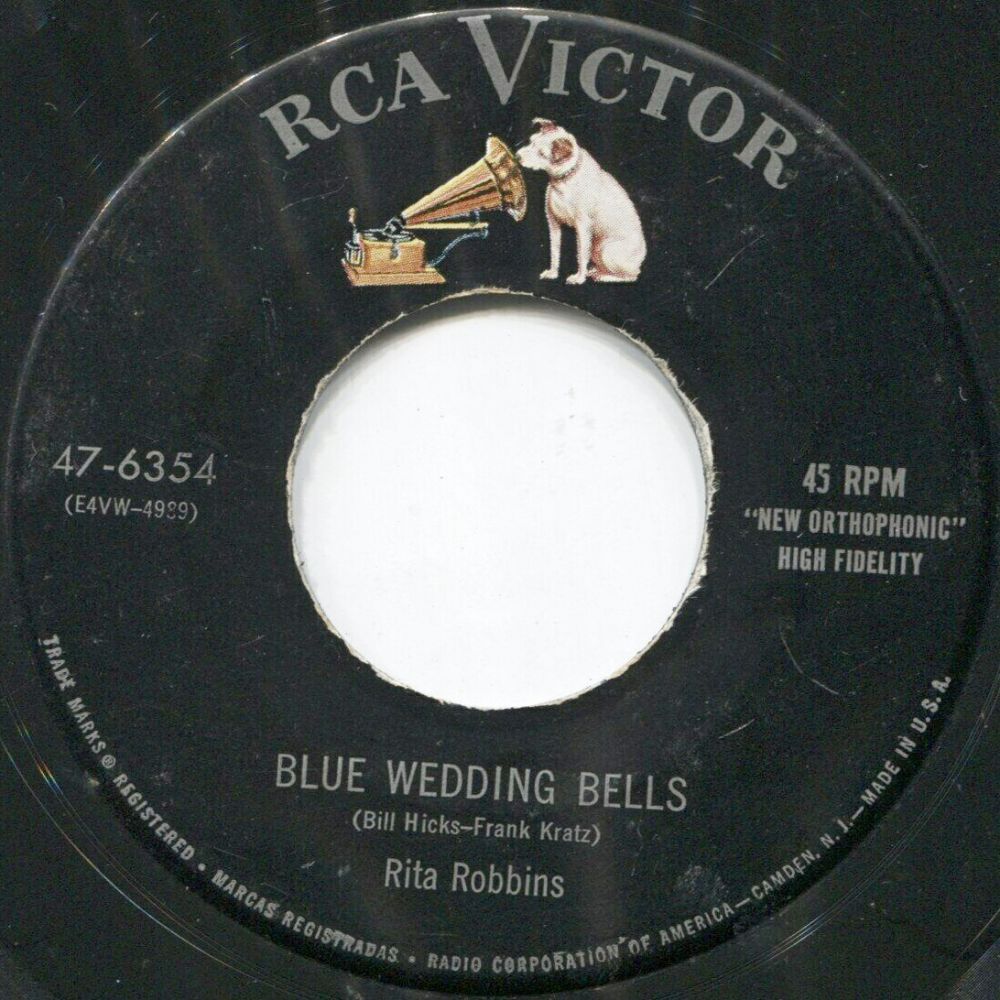 RCA VICTOR
47-6354
(E4VW-4989)
45 RPM
"NEW ORTHOPHONIC"
HIGH FIDELITY
BLUE WEDDING BELLS
(Bill Hicks-Frank Kratz)
Rita Robbins
TRADE MARKS ® REGISTERED • MARCAS REGISTRADAS • RADIO CORPORATION OF AMERICA—CAMDEN, N. J.—MADE IN U. S. A.